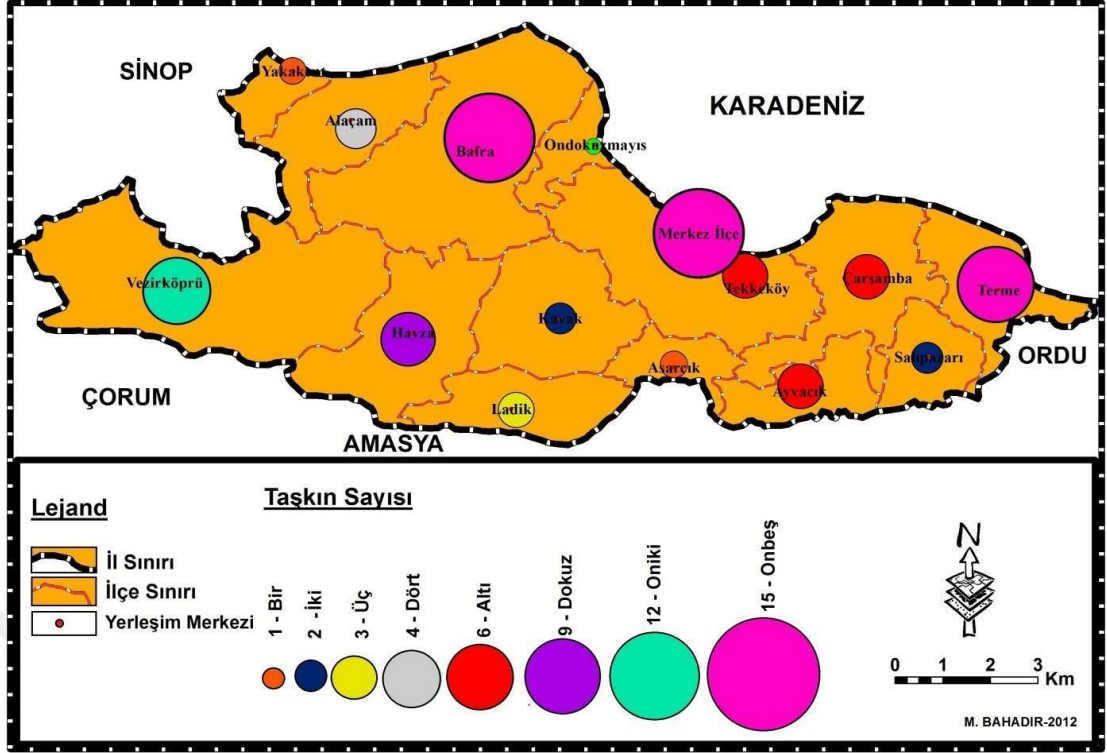 SİNOP
KARADENİZ
Yakakent
Alaçam
Bafra
Ondokuzmayıs
Merkez İlçe
Vezirköprü
Tekkeköy
Çarşamba
Terme
Havza
Kavak
Asarçık
Salıpazarı
ORDU
ÇORUM
Ladik
Ayvacık
AMASYA
Lejand
İl Sınırı
İlçe Sınırı
Yerleşim Merkezi
Taşkın Sayısı
1 - Bir
2 - İki
3 - Üç
4 - Dört
6 - Altı
9 - Dokuz
12 - Oniki
15 - Onbeş
N
0 1 2 3
Km
M. BAHADIR-2012